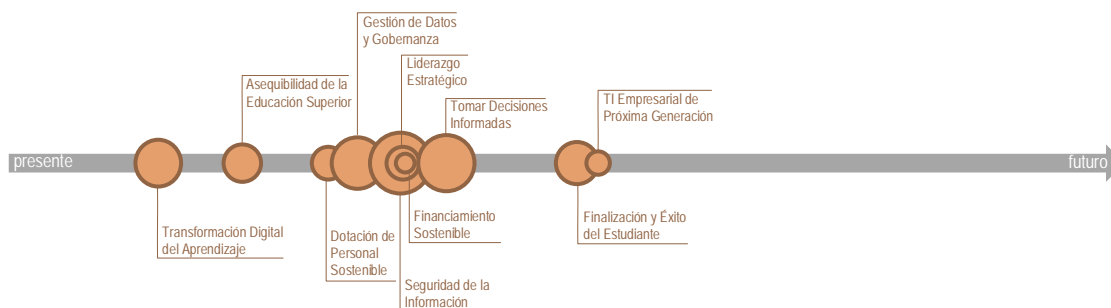 Gestión de Datos
y Gobernanza
Liderazgo
Estratégico
Asequibilidad de la
Educación Superior
Tomar Decisiones
Informadas
TI Empresarial de
Próxima Generación
presente
futuro
Transformación Digital
del Aprendizaje
Dotación de
Personal
Sostenible
Financiamiento
Sostenible
Finalización y Éxito
del Estudiante
Seguridad de la
Información